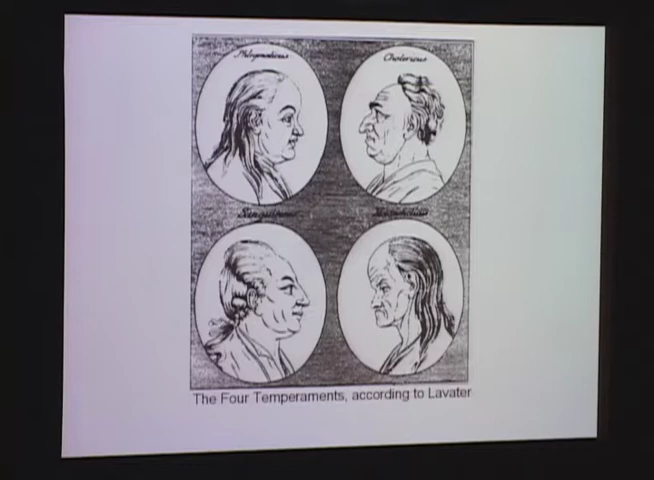 Phlegmaticus
Cholericus
The Four Temperaments, according to Lavater